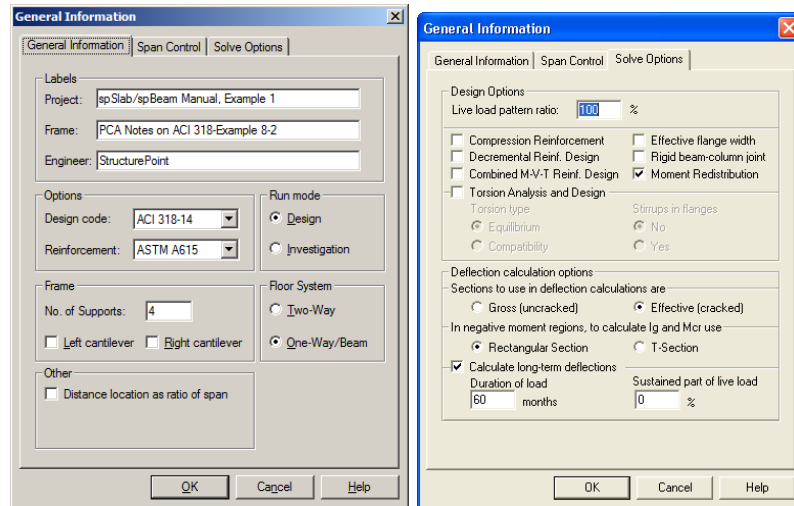 General Information
General Information Span Control Solve Options
Labels
Project: spSlab/spBeam Manual, Example 1
Frame: PCA Notes on ACI 318-Example 8-2
Engineer: StructurePoint
Options
Design code: ACI 318-14
Reinforcement: ASTM A615
Run mode
Design
Investigation
Frame
No. of Supports: 4
Left cantilever Right cantilever
Floor System
Two-Way
One-Way/Beam
Other
Distance location as ratio of span
OK Cancel Help
General Information
General Information Span Control Solve Options
Design Options
Live load pattern ratio: 100 %
Compression Reinforcement Effective flange width
Decremental Reinf. Design Rigid beam-column joint
Combined M-V-T Reinf. Design Moment Redistribution
Torsion Analysis and Design
Torsion type Stirrups in flanges
Equilibrium No
Compatibility Yes
Deflection calculation options
Sections to use in deflection calculations are
Gross (uncracked) Effective (cracked)
In negative moment regions, to calculate Ig and Mcr use
Rectangular Section T-Section
Calculate long-term deflections
Duration of load Sustained part of live load
60 months 0 %
OK Cancel Help